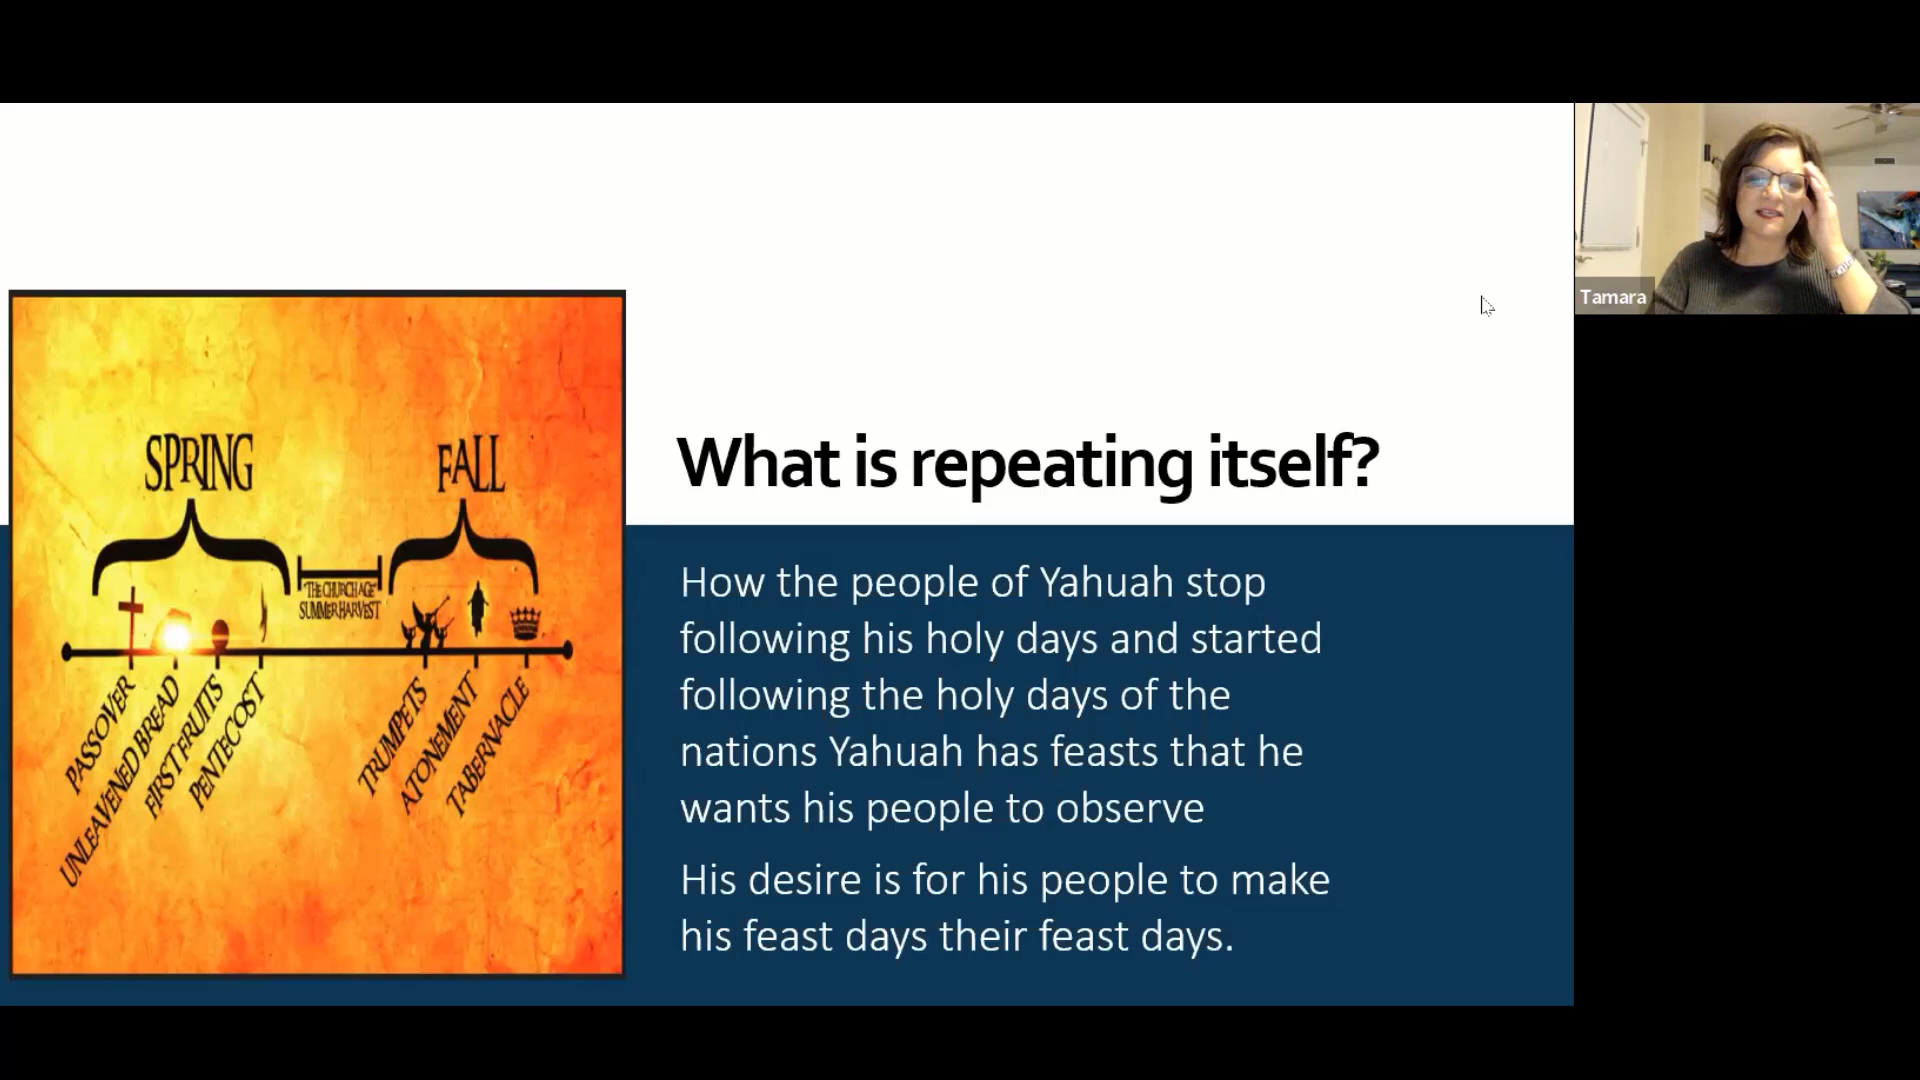 What is repeating itself?
How the people of Yahuah stop
following his holy days and started
following the holy days of the
nations Yahuah has feasts that he
wants his people to observe
His desire is for his people to make
his feast days their feast days.
SPRING
FALL
"THE CHURCH AGE"
SUMMER HARVEST
PASSOVER
UNLEAVENED BREAD
FIRST FRUITS
PENTECOST
TRUMPETS
ATONEMENT
TABERNACLE
Tamara